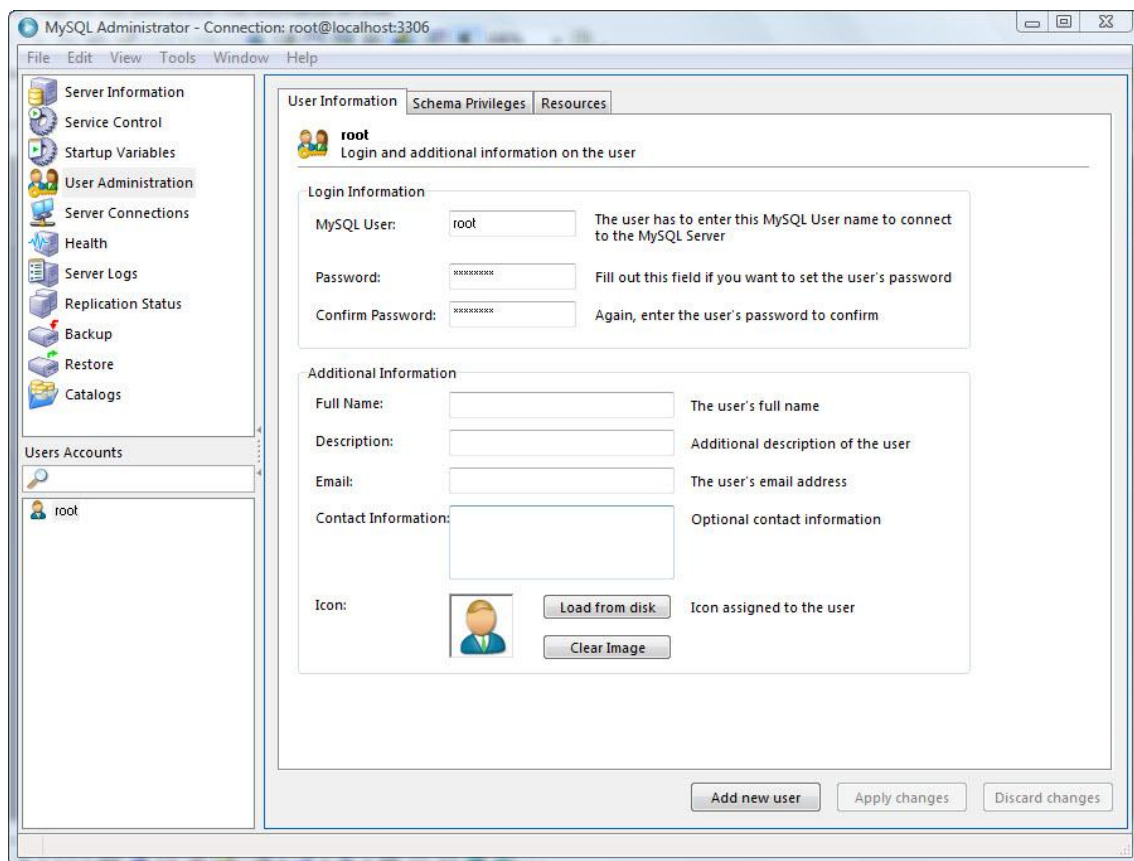 MySQL Administrator - Connection: root@localhost:3306
File Edit View Tools Window Help
Server Information
Service Control
Startup Variables
User Administration
Server Connections
Health
Server Logs
Replication Status
Backup
Restore
Catalogs
Users Accounts
root
User Information Schema Privileges Resources
root
Login and additional information on the user
Login Information
MySQL User: root The user has to enter this MySQL User name to connect
to the MySQL Server
Password: ******** Fill out this field if you want to set the user's password
Confirm Password: ******** Again, enter the user's password to confirm
Additional Information
Full Name: The user's full name
Description: Additional description of the user
Email: The user's email address
Contact Information: Optional contact information
Icon: Load from disk Icon assigned to the user
Clear Image
Add new user Apply changes Discard changes